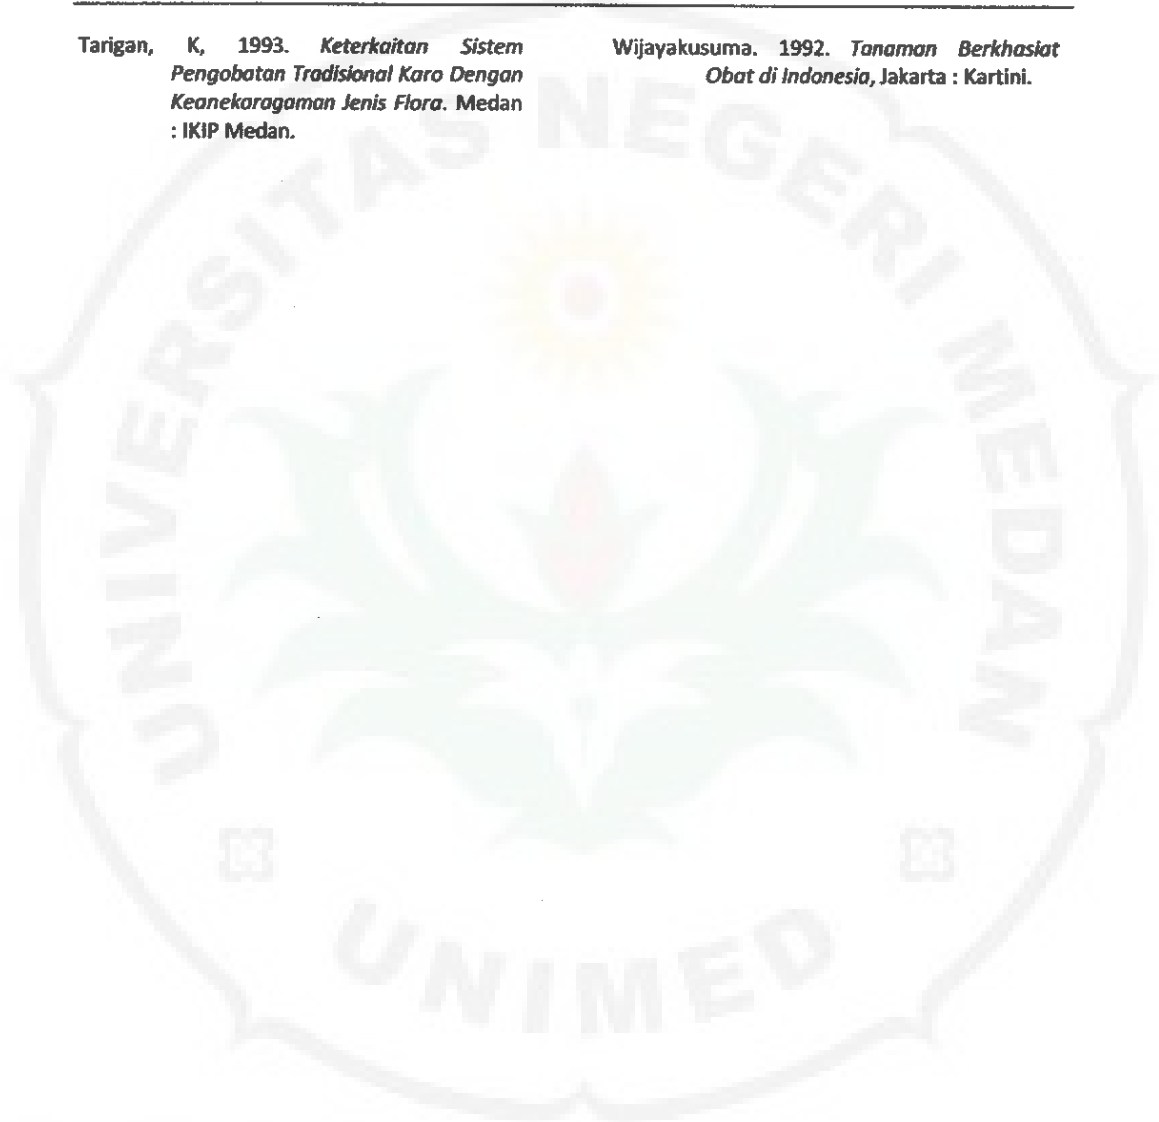 Tarigan, K, 1993. Keterkaitan Sistem
Pengobatan Tradisional Karo Dengan
Keanekaragaman Jenis Flora. Medan
: IKIP Medan.
Wijayakusuma. 1992. Tanaman Berkhasiat
Obat di Indonesia, Jakarta : Kartini.
UNIVERSITAS NEGERI MEDAN
UNIMED